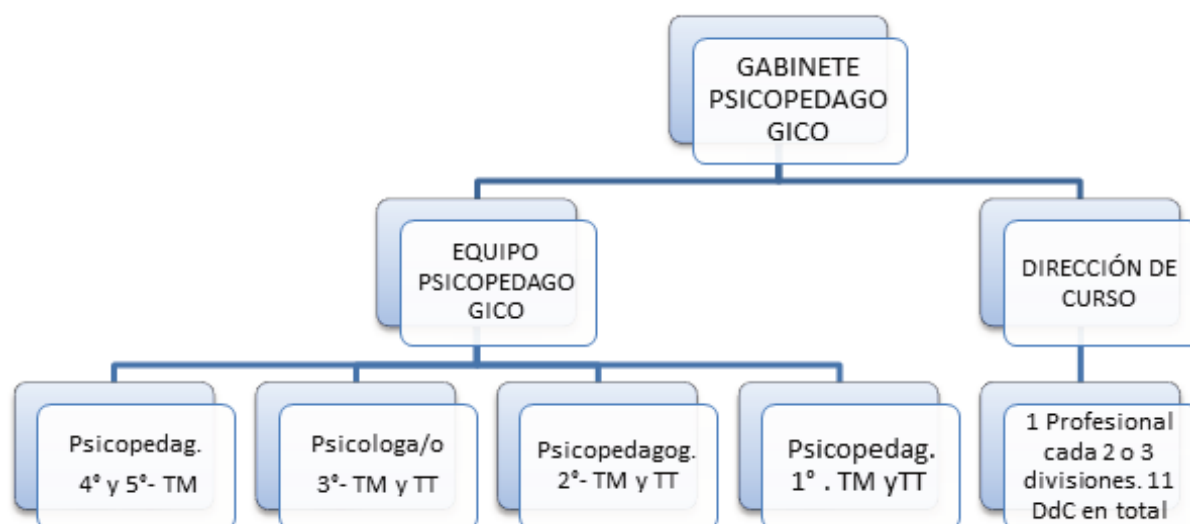 GABINETE
PSICOPEDAGO
GICO
EQUIPO
PSICOPEDAGO
GICO
DIRECCIÓN DE
CURSO
Psicopedag.
4° y 5°- TM
Psicologa/o
3°- TM y TT
Psicopedagog.
2°- TM y TT
Psicopedag.
1° . TM yTT
1 Profesional
cada 2 o 3
divisiones. 11
DdC en total